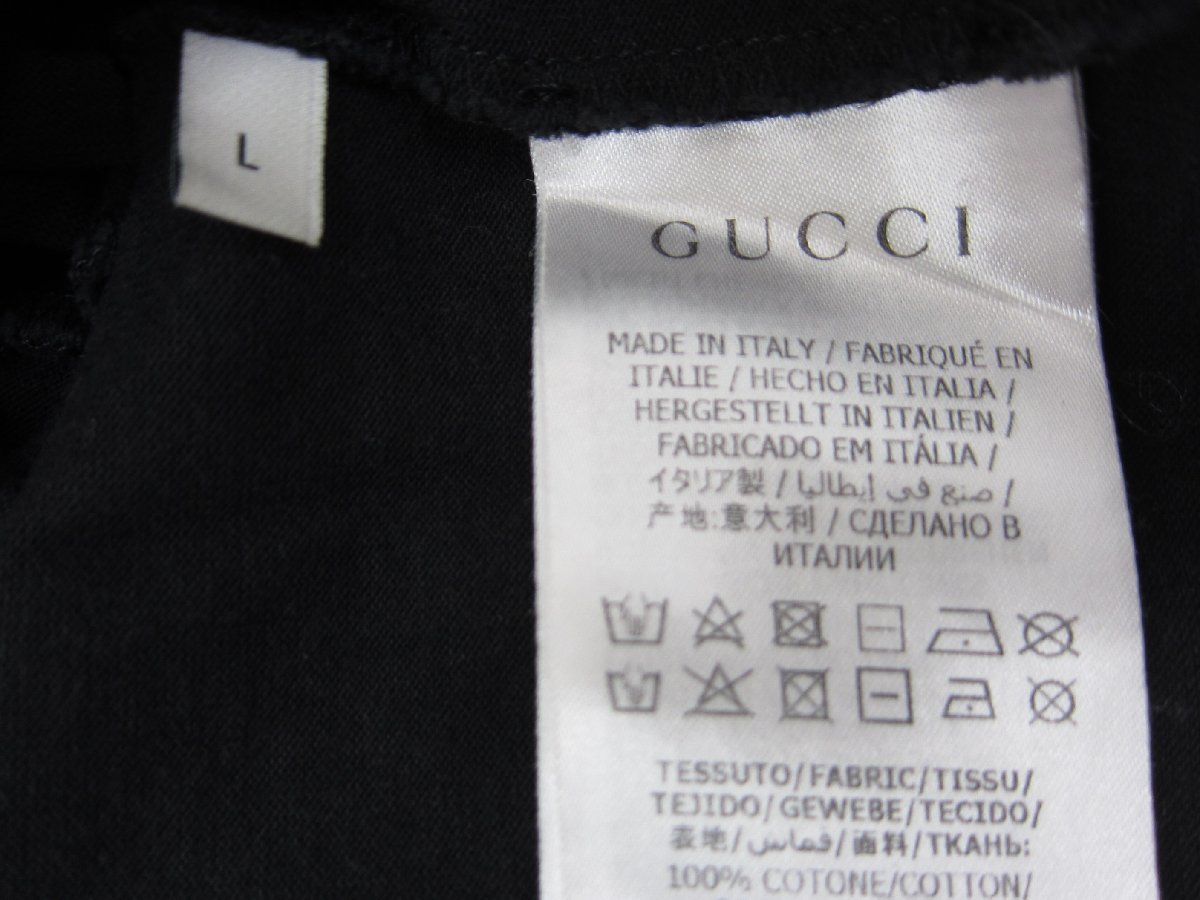 L
GUCCI
MADE IN ITALY / FABRIQUÉ EN
ITALIE / HECHO EN ITALIA /
HERGESTELLT IN ITALIEN /
FABRICADO EM ITÁLIA /
イタリア製 / صنع في إيطاليا /
产地:意大利 / СДЕЛАНО В
ИТАЛИИ
TESSUTO/FABRIC/TISSU/
TEJIDO/GEWEBE/TECIDO/
表地/قماش/面料/ТКАНЬ:
100% COTONE/COTTON/